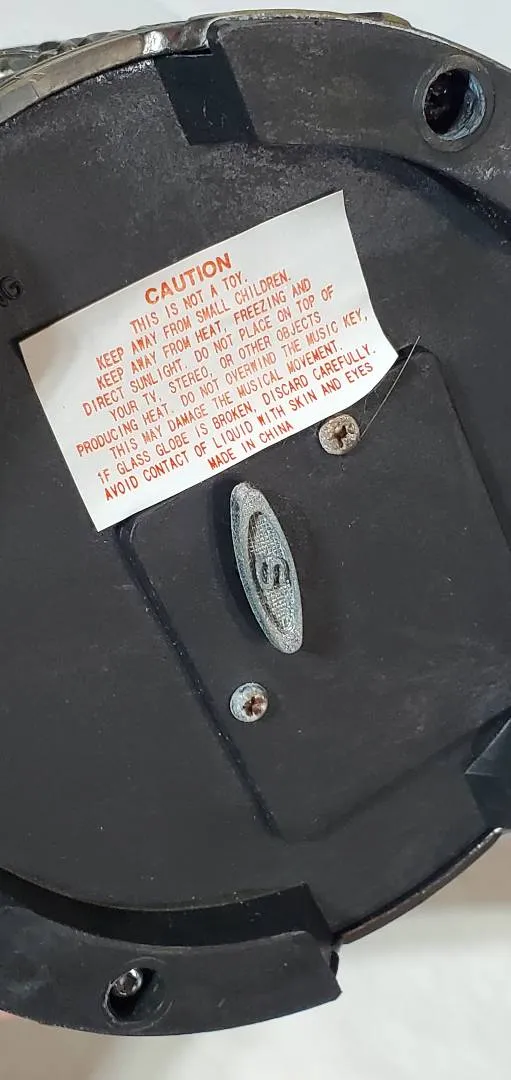 CAUTION
THIS IS NOT A TOY.
KEEP AWAY FROM SMALL CHILDREN.
KEEP AWAY FROM HEAT, FREEZING AND
DIRECT SUNLIGHT. DO NOT PLACE ON TOP OF
YOUR TV, STEREO, OR OTHER OBJECTS
PRODUCING HEAT. DO NOT OVERWIND THE MUSIC KEY,
THIS MAY DAMAGE THE MUSICAL MOVEMENT.
IF GLASS GLOBE IS BROKEN, DISCARD CAREFULLY.
AVOID CONTACT OF LIQUID WITH SKIN AND EYES
MADE IN CHINA
S